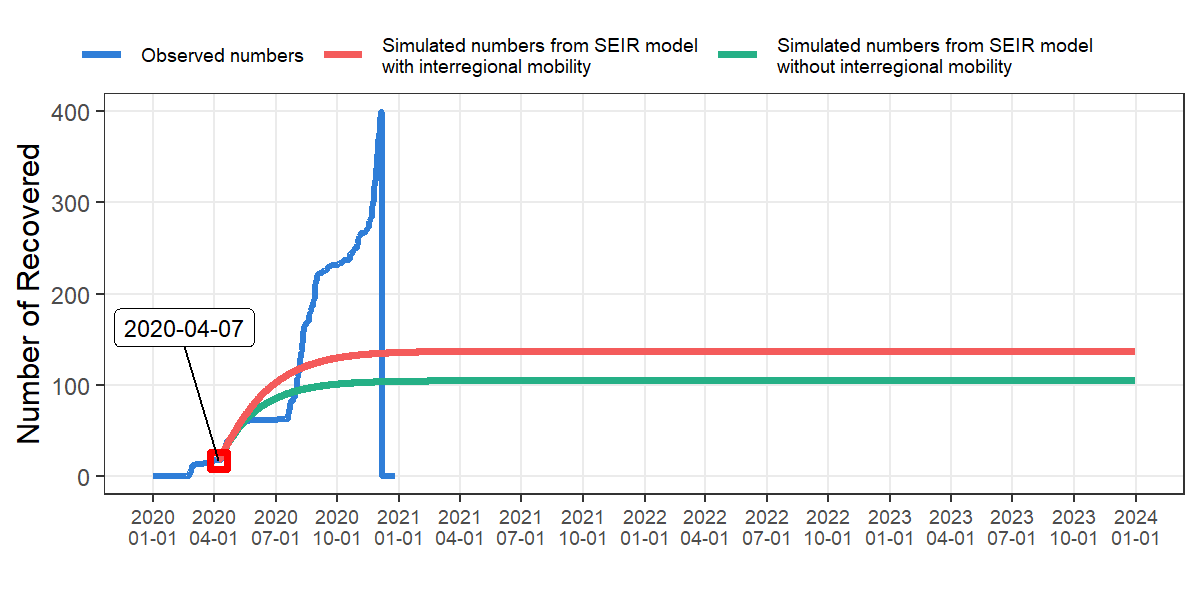 Observed numbers
Simulated numbers from SEIR model
with interregional mobility
Simulated numbers from SEIR model
without interregional mobility
Number of Recovered
400
300
200
100
0
2020-04-07
2020 2020 2020 2020 2021 2021 2021 2021 2022 2022 2022 2022 2023 2023 2023 2023 2024
01-01 04-01 07-01 10-01 01-01 04-01 07-01 10-01 01-01 04-01 07-01 10-01 01-01 04-01 07-01 10-01 01-01